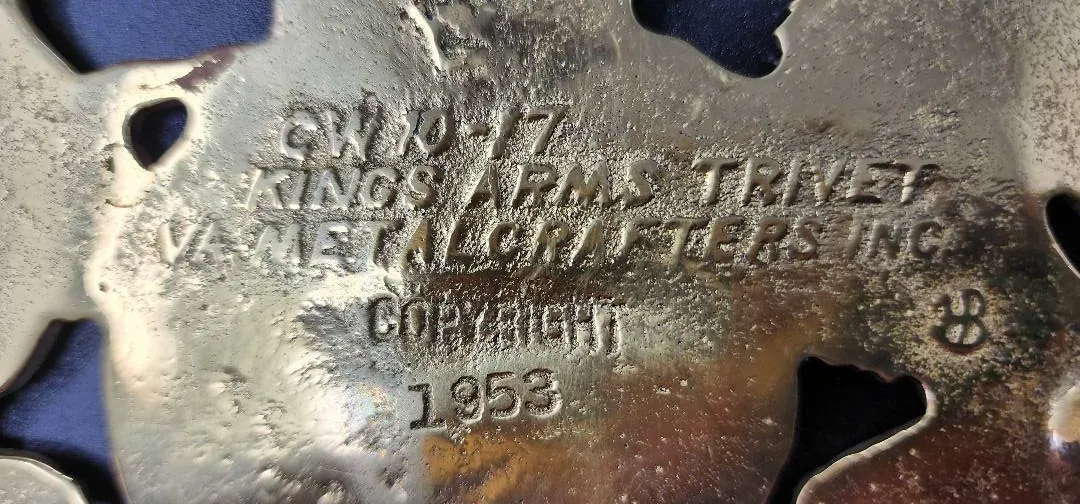 CW 10-17
KINGS ARMS TRIVET
VA. METALCRAFTERS INC.
COPYRIGHT
1953